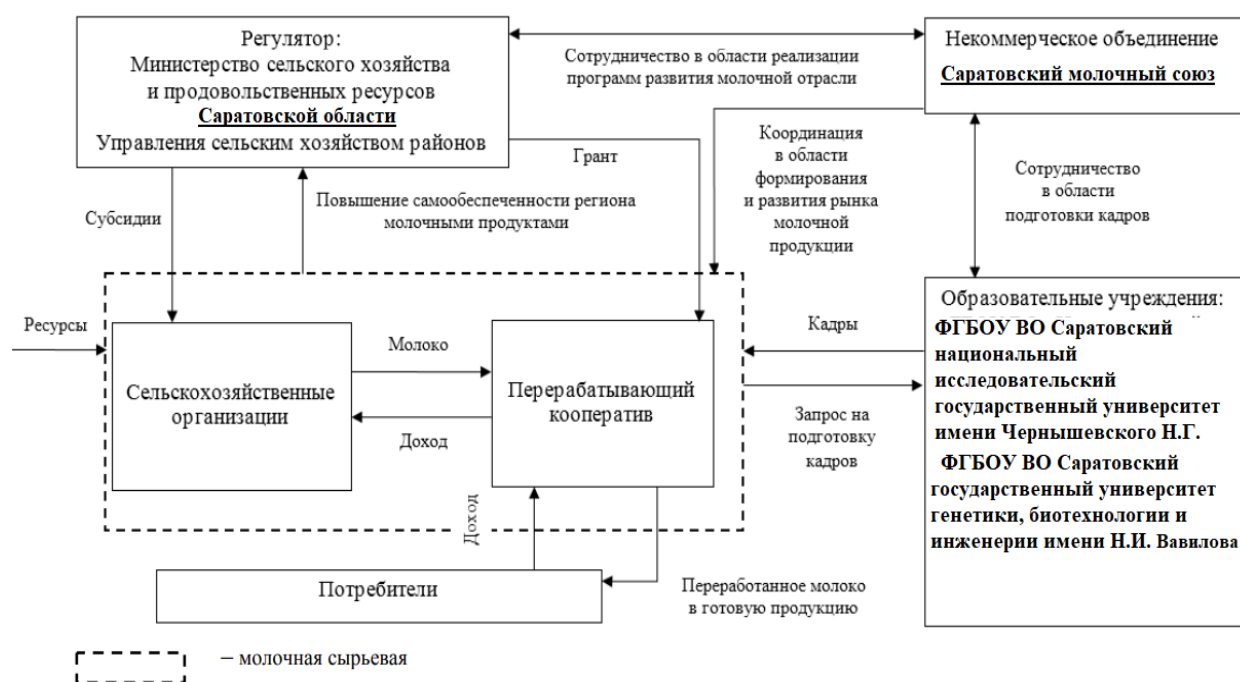 Регулятор:
Министерство сельского хозяйства
и продовольственных ресурсов
Саратовской области
Управления сельским хозяйством районов
Сотрудничество в области реализации
программ развития молочной отрасли
Некоммерческое объединение
Саратовский молочный союз
Субсидии
Повышение самообеспеченности региона
молочными продуктами
Грант
Координация
в области
формирования
и развития рынка
молочной
продукции
Сотрудничество
в области
подготовки кадров
Ресурсы
Сельскохозяйственные
организации
Молоко
Доход
Перерабатывающий
кооператив
Кадры
Запрос на
подготовку
кадров
Образовательные учреждения:
ФГБОУ ВО Саратовский
национальный
исследовательский
государственный университет
имени Чернышевского Н.Г.
ФГБОУ ВО Саратовский
государственный университет
генетики, биотехнологии и
инженерии имени Н.И. Вавилова
Доход
Потребители
Переработанное молоко
в готовую продукцию
– молочная сырьевая